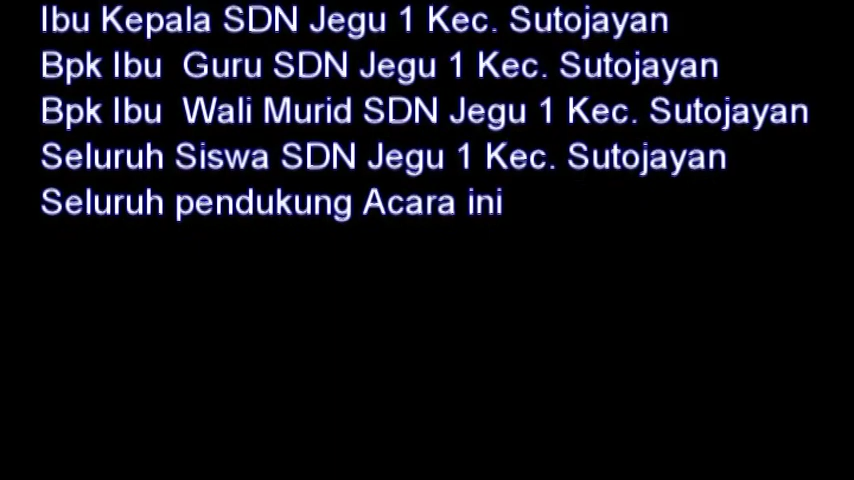 Ibu Kepala SDN Jegu 1 Kec. Sutojayan
Bpk Ibu  Guru SDN Jegu 1 Kec. Sutojayan
Bpk Ibu  Wali Murid SDN Jegu 1 Kec. Sutojayan
Seluruh Siswa SDN Jegu 1 Kec. Sutojayan
Seluruh pendukung Acara ini